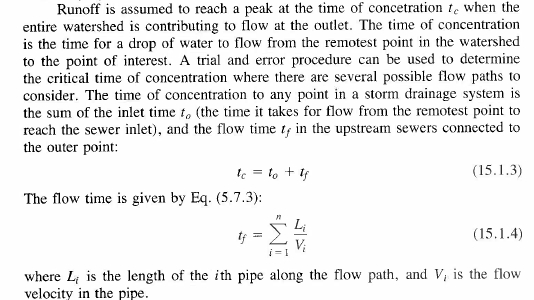 Runoff is assumed to reach a peak at the time of concetration t_c when the
entire watershed is contributing to flow at the outlet. The time of concentration
is the time for a drop of water to flow from the remotest point in the watershed
to the point of interest. A trial and error procedure can be used to determine
the critical time of concentration where there are several possible flow paths to
consider. The time of concentration to any point in a storm drainage system is
the sum of the inlet time t_o (the time it takes for flow from the remotest point to
reach the sewer inlet), and the flow time t_f in the upstream sewers connected to
the outer point:
t_c = t_o + t_f (15.1.3)
The flow time is given by Eq. (5.7.3):
t_f = \sum_{i=1}^{n} \frac{L_i}{V_i} (15.1.4)
where L_i is the length of the ith pipe along the flow path, and V_i is the flow
velocity in the pipe.